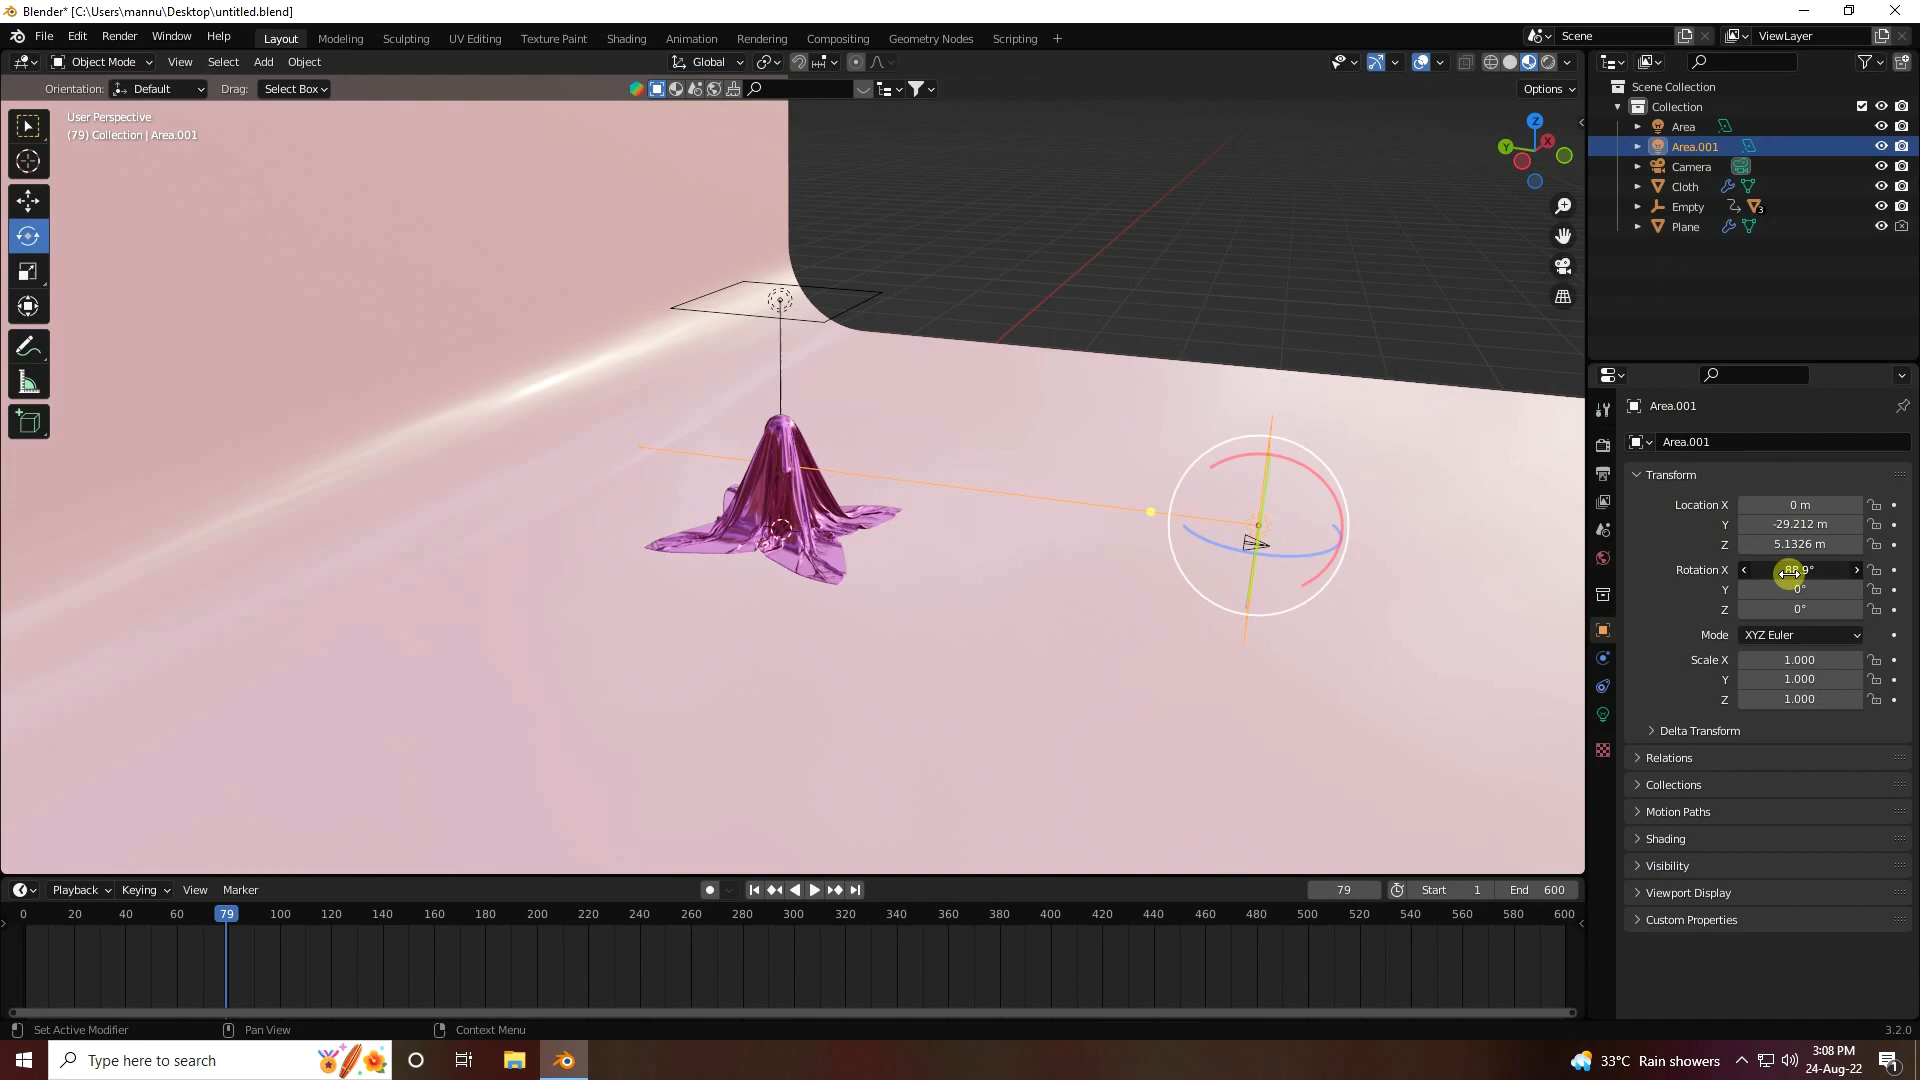 Blender* [C:\Users\mannu\Desktop\untitled.blend]
File Edit Render Window Help Layout Modeling Sculpting UV Editing Texture Paint Shading Animation Rendering Compositing Geometry Nodes Scripting + Scene ViewLayer
Object Mode View Select Add Object Global
Orientation: Default Drag: Select Box Options
User Perspective
(79) Collection | Area.001
Z
Y
X
Scene Collection
Collection
Area
Area.001
Camera
Cloth
Empty 3
Plane
Area.001
Area.001
Transform
Location X 0 m
Y -29.212 m
Z 5.1326 m
Rotation X 88.9°
Y 0°
Z 0°
Mode XYZ Euler
Scale X 1.000
Y 1.000
Z 1.000
Delta Transform
Relations
Collections
Motion Paths
Shading
Visibility
Viewport Display
Custom Properties
Playback Keying View Marker 79 Start 1 End 600
0 20 40 60 79 100 120 140 160 180 200 220 240 260 280 300 320 340 360 380 400 420 440 460 480 500 520 540 560 580 600
Set Active Modifier Pan View Context Menu 3.2.0
Type here to search 33°C Rain showers 3:08 PM
24-Aug-22 1